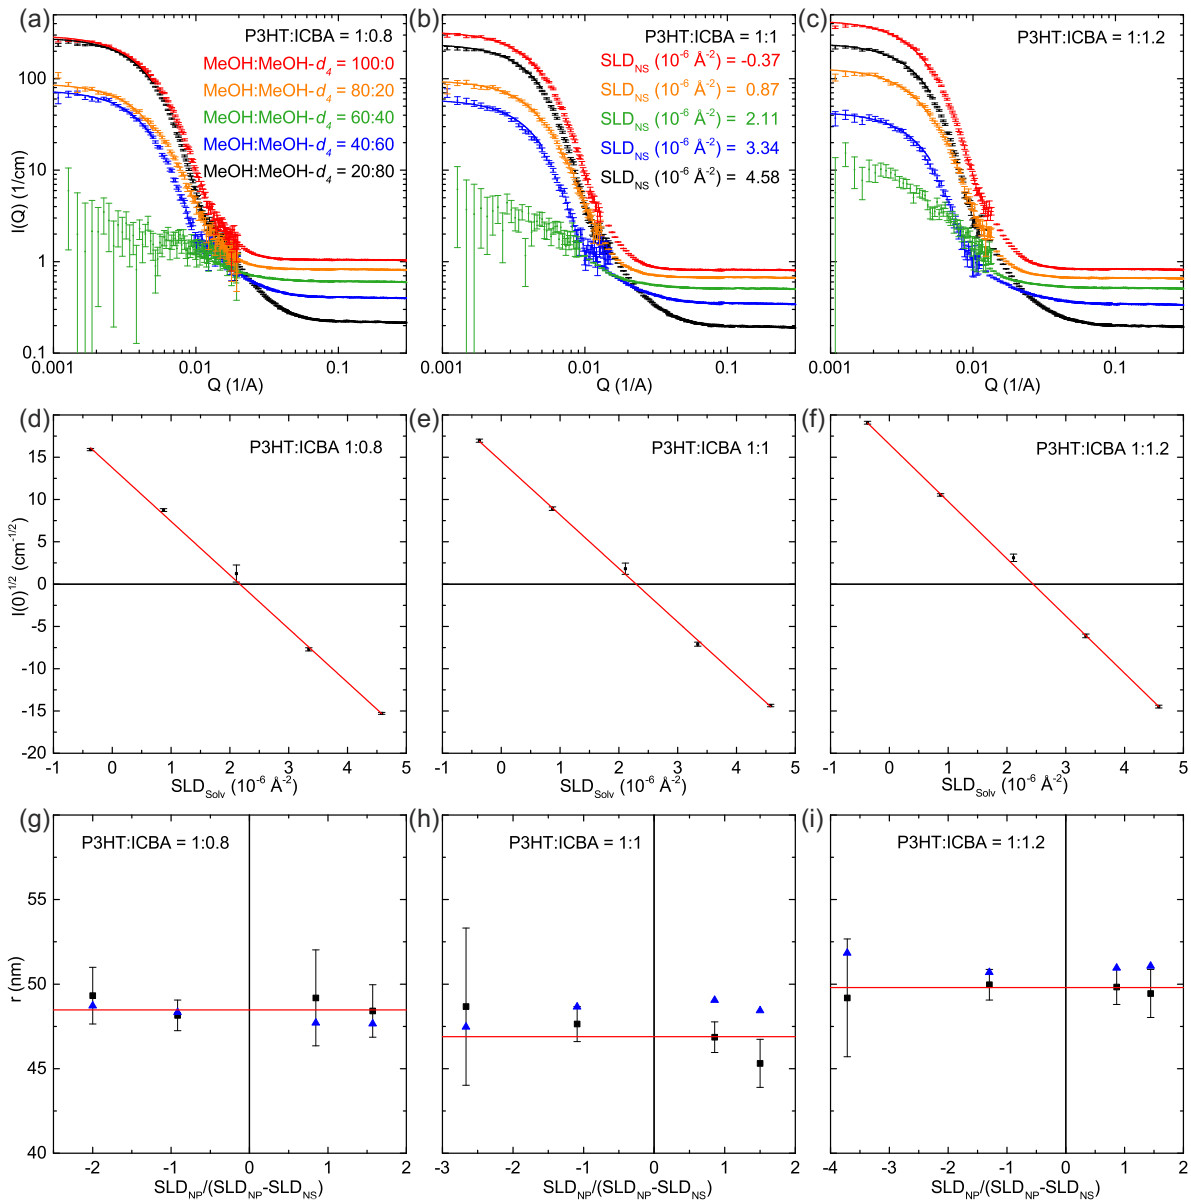 (a)
P3HT:ICBA = 1:0.8
MeOH:MeOH-d4 = 100:0
MeOH:MeOH-d4 = 80:20
MeOH:MeOH-d4 = 60:40
MeOH:MeOH-d4 = 40:60
MeOH:MeOH-d4 = 20:80
100
10
1
0.1
I(Q) (1/cm)
0.001 0.01 0.1
Q (1/A)
(b)
P3HT:ICBA = 1:1
SLDNS (10-6 Å-2) = -0.37
SLDNS (10-6 Å-2) = 0.87
SLDNS (10-6 Å-2) = 2.11
SLDNS (10-6 Å-2) = 3.34
SLDNS (10-6 Å-2) = 4.58
0.001 0.01 0.1
Q (1/A)
(c)
P3HT:ICBA = 1:1.2
0.001 0.01 0.1
Q (1/A)
(d)
P3HT:ICBA 1:0.8
15
10
5
0
-5
-10
-15
-20
I(0)1/2 (cm-1/2)
-1 0 1 2 3 4 5
SLDSolv (10-6 Å-2)
(e)
P3HT:ICBA 1:1
-1 0 1 2 3 4 5
SLDSolv (10-6 Å-2)
(f)
P3HT:ICBA 1:1.2
-1 0 1 2 3 4 5
SLDSolv (10-6 Å-2)
(g)
P3HT:ICBA = 1:0.8
55
50
45
40
r (nm)
-2 -1 0 1 2
SLDNP/(SLDNP-SLDNS)
(h)
P3HT:ICBA = 1:1
-3 -2 -1 0 1 2
SLDNP/(SLDNP-SLDNS)
(i)
P3HT:ICBA = 1:1.2
-4 -3 -2 -1 0 1 2
SLDNP/(SLDNP-SLDNS)